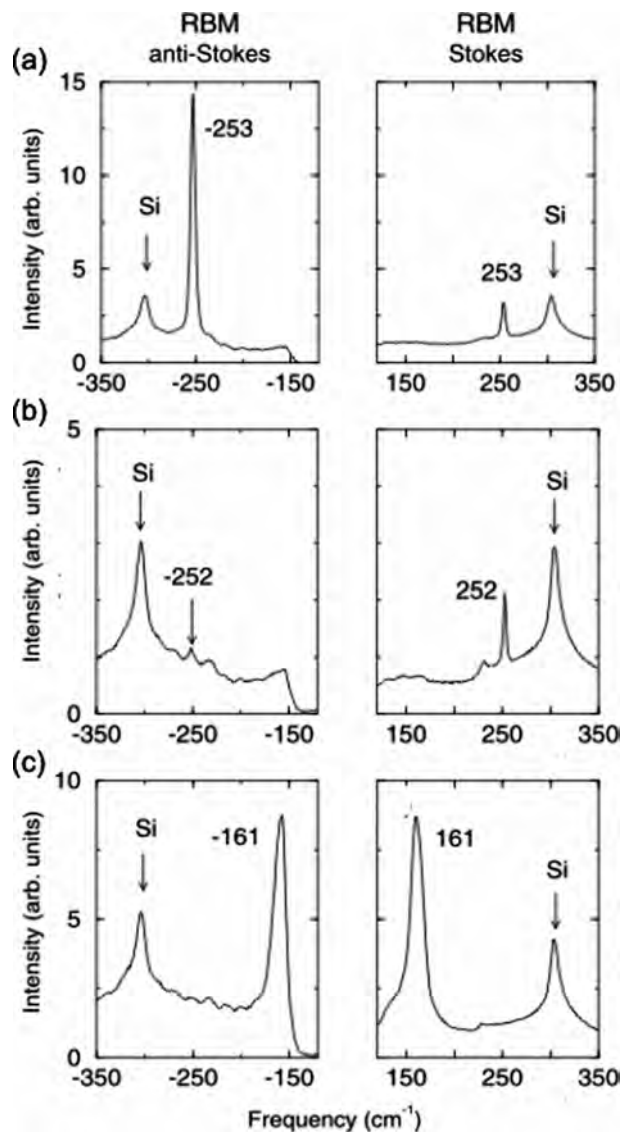 RBM RBM
anti-Stokes Stokes
(a)
15
10
5
0
Intensity (arb. units)
Si
-253
253
Si
-350 -250 -150
150 250 350
(b)
5
0
Intensity (arb. units)
Si
-252
252
Si
-350 -250 -150
150 250 350
(c)
10
5
0
Intensity (arb. units)
Si
-161
161
Si
-350 -250 -150
150 250 350
Frequency (cm⁻¹)